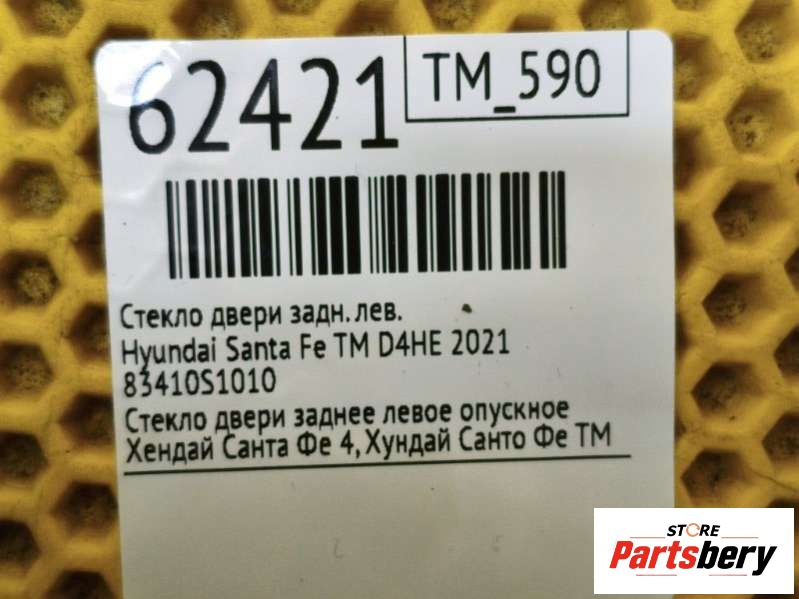 62421
TM_590
Стекло двери задн. лев.
Hyundai Santa Fe TM D4HE 2021
83410S1010
Стекло двери заднее левое опускное
Хендай Санта Фе 4, Хундай Санто Фе ТМ
STORE
Partsbery